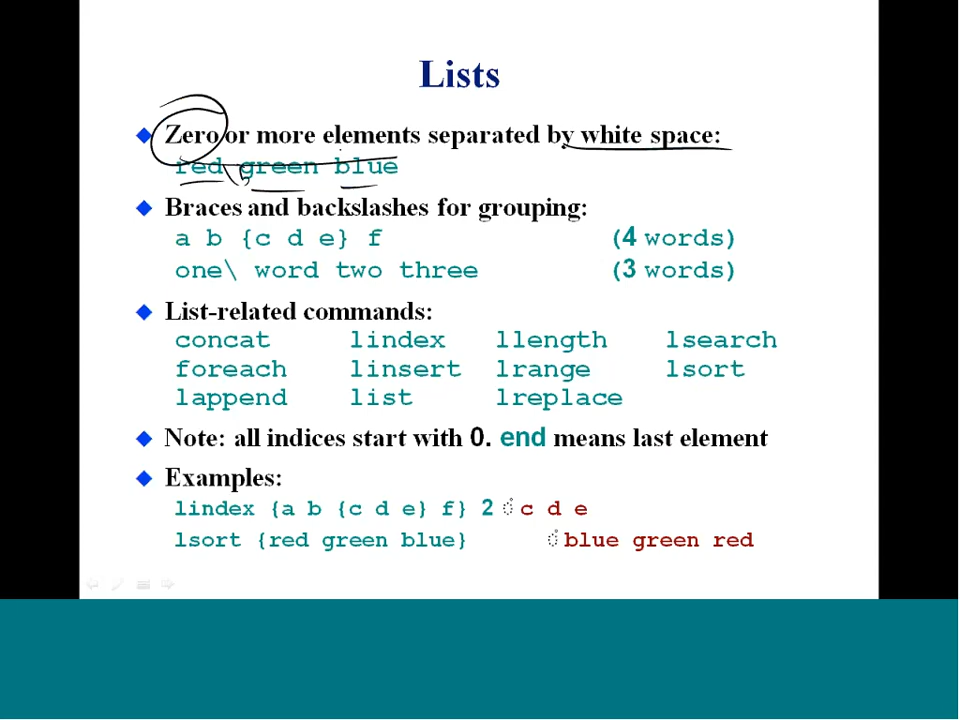 Lists
Zero or more elements separated by white space:
red green blue
Braces and backslashes for grouping:
a b {c d e} f (4 words)
one\ word two three (3 words)
List-related commands:
concat lindex llength lsearch
foreach linsert lrange lsort
lappend list lreplace
Note: all indices start with 0. end means last element
Examples:
lindex {a b {c d e} f} 2 ं c d e
lsort {red green blue} ं blue green red